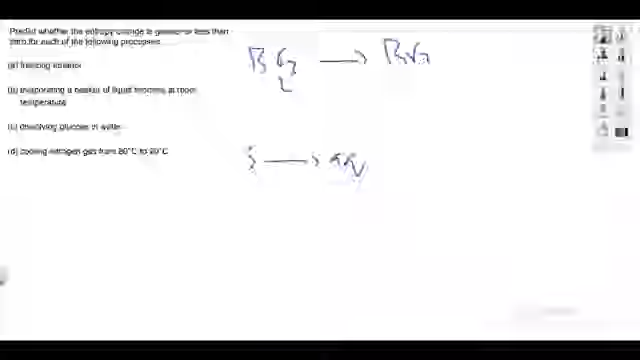 Predict whether the entropy change is greater or less than
zero for each of the following processes:
(a) freezing ethanol
(b) evaporating a beaker of liquid bromine at room
temperature
(c) dissolving glucose in water
(d) cooling nitrogen gas from 80°C to 20°C